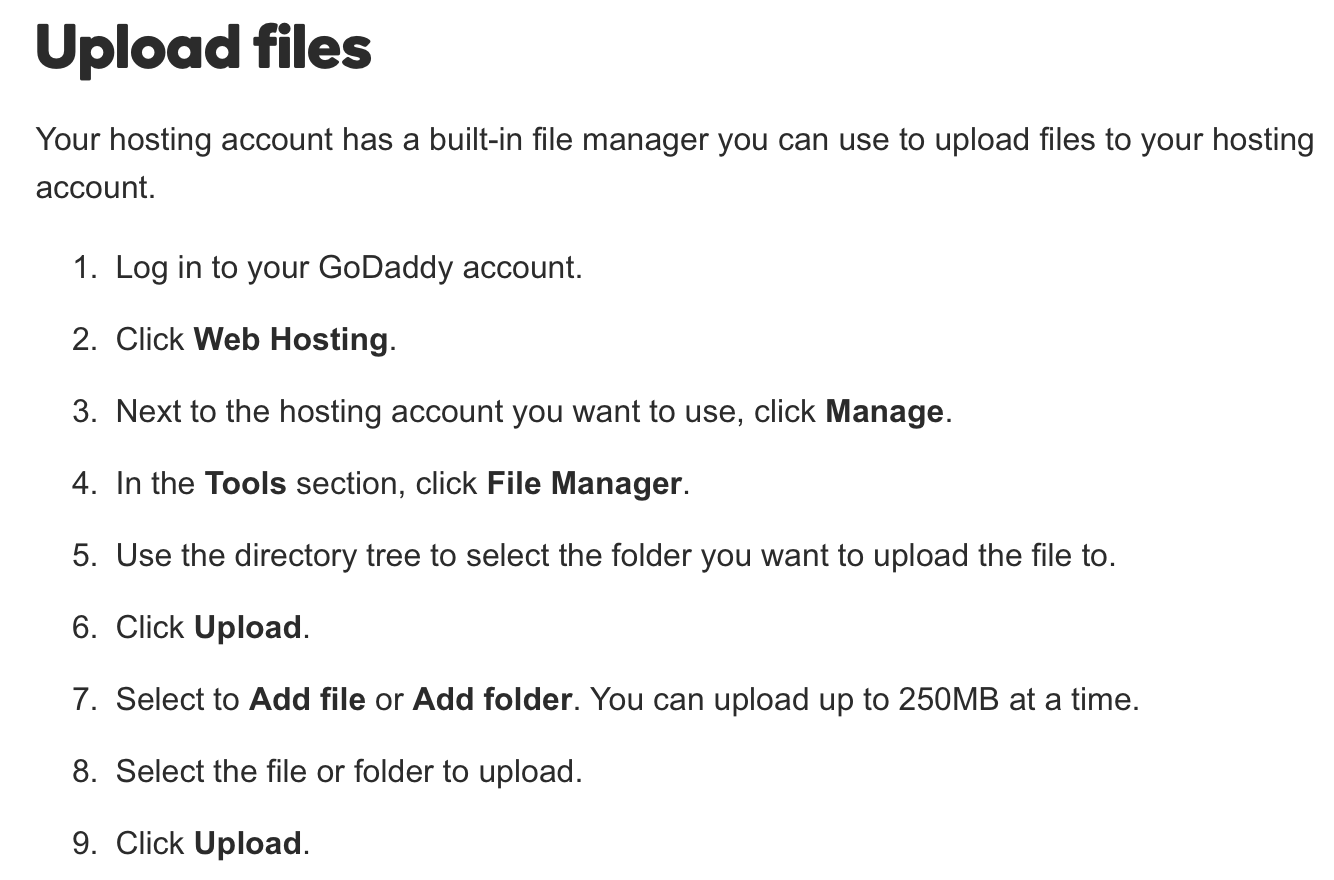 Upload files
Your hosting account has a built-in file manager you can use to upload files to your hosting
account.
1. Log in to your GoDaddy account.
2. Click Web Hosting.
3. Next to the hosting account you want to use, click Manage.
4. In the Tools section, click File Manager.
5. Use the directory tree to select the folder you want to upload the file to.
6. Click Upload.
7. Select to Add file or Add folder. You can upload up to 250MB at a time.
8. Select the file or folder to upload.
9. Click Upload.